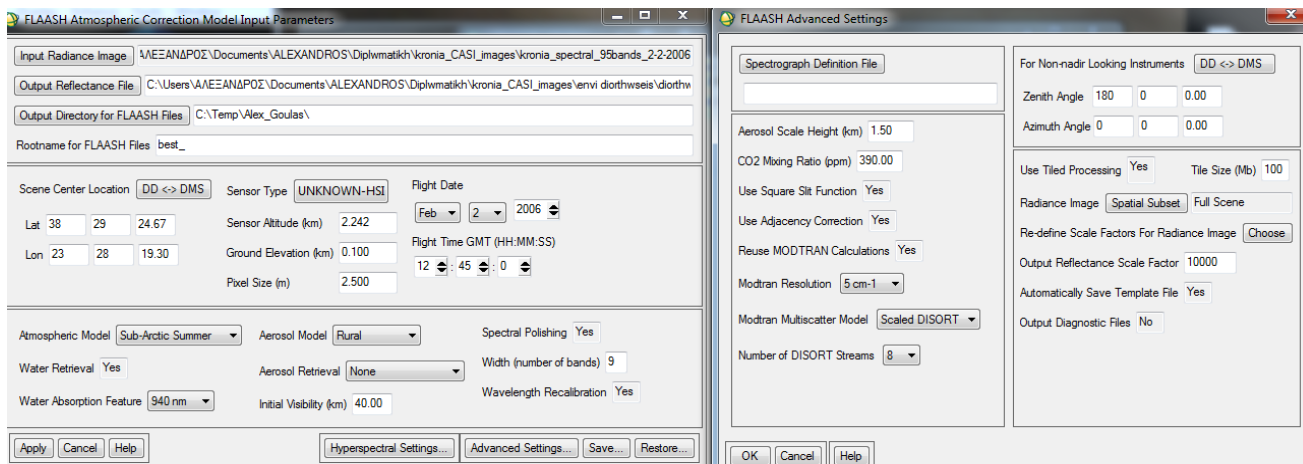 FLAASH Atmospheric Correction Model Input Parameters
Input Radiance Image ΑΛΕΞΑΝΔΡΟΣ\Documents\ALEXANDROS\Diplwmatikh\kronia_CASI_images\kronia_spectral_95bands_2-2-2006
Output Reflectance File C:\Users\ΑΛΕΞΑΝΔΡΟΣ\Documents\ALEXANDROS\Diplwmatikh\kronia_CASI_images\envi diorthwseis\diorthw
Output Directory for FLAASH Files C:\Temp\Alex_Goulas\
Rootname for FLAASH Files best_
Scene Center Location DD <-> DMS
Lat 38 29 24.67
Lon 23 28 19.30
Sensor Type UNKNOWN-HSI
Sensor Altitude (km) 2.242
Ground Elevation (km) 0.100
Pixel Size (m) 2.500
Flight Date
Feb 2 2006
Flight Time GMT (HH:MM:SS)
12 : 45 : 0
Atmospheric Model Sub-Arctic Summer
Water Retrieval Yes
Water Absorption Feature 940 nm
Aerosol Model Rural
Aerosol Retrieval None
Initial Visibility (km) 40.00
Spectral Polishing Yes
Width (number of bands) 9
Wavelength Recalibration Yes
Apply Cancel Help Hyperspectral Settings... Advanced Settings... Save... Restore...
FLAASH Advanced Settings
Spectrograph Definition File
Aerosol Scale Height (km) 1.50
CO2 Mixing Ratio (ppm) 390.00
Use Square Slit Function Yes
Use Adjacency Correction Yes
Reuse MODTRAN Calculations Yes
Modtran Resolution 5 cm-1
Modtran Multiscatter Model Scaled DISORT
Number of DISORT Streams 8
For Non-nadir Looking Instruments DD <-> DMS
Zenith Angle 180 0 0.00
Azimuth Angle 0 0 0.00
Use Tiled Processing Yes Tile Size (Mb) 100
Radiance Image Spatial Subset Full Scene
Re-define Scale Factors For Radiance Image Choose
Output Reflectance Scale Factor 10000
Automatically Save Template File Yes
Output Diagnostic Files No
OK Cancel Help